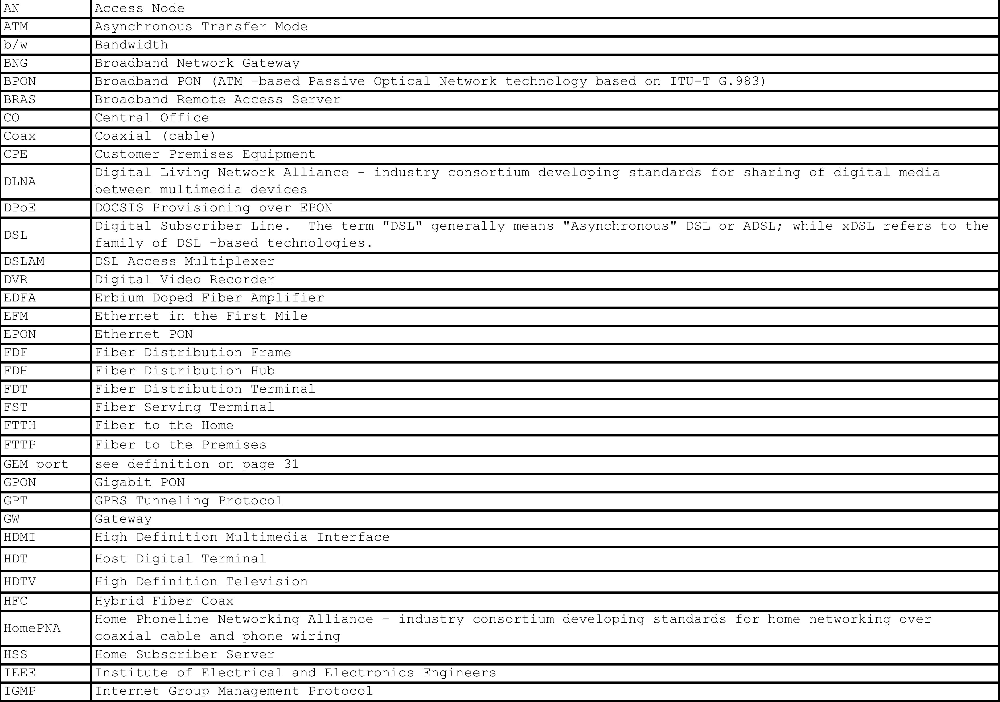 AN Access Node
ATM Asynchronous Transfer Mode
b/w Bandwidth
BNG Broadband Network Gateway
BPON Broadband PON (ATM –based Passive Optical Network technology based on ITU-T G.983)
BRAS Broadband Remote Access Server
CO Central Office
Coax Coaxial (cable)
CPE Customer Premises Equipment
DLNA Digital Living Network Alliance - industry consortium developing standards for sharing of digital media
between multimedia devices
DPoE DOCSIS Provisioning over EPON
DSL Digital Subscriber Line.  The term "DSL" generally means "Asynchronous" DSL or ADSL; while xDSL refers to the
family of DSL -based technologies.
DSLAM DSL Access Multiplexer
DVR Digital Video Recorder
EDFA Erbium Doped Fiber Amplifier
EFM Ethernet in the First Mile
EPON Ethernet PON
FDF Fiber Distribution Frame
FDH Fiber Distribution Hub
FDT Fiber Distribution Terminal
FST Fiber Serving Terminal
FTTH Fiber to the Home
FTTP Fiber to the Premises
GEM port see definition on page 31
GPON Gigabit PON
GPT GPRS Tunneling Protocol
GW Gateway
HDMI High Definition Multimedia Interface
HDT Host Digital Terminal
HDTV High Definition Television
HFC Hybrid Fiber Coax
HomePNA Home Phoneline Networking Alliance – industry consortium developing standards for home networking over
coaxial cable and phone wiring
HSS Home Subscriber Server
IEEE Institute of Electrical and Electronics Engineers
IGMP Internet Group Management Protocol